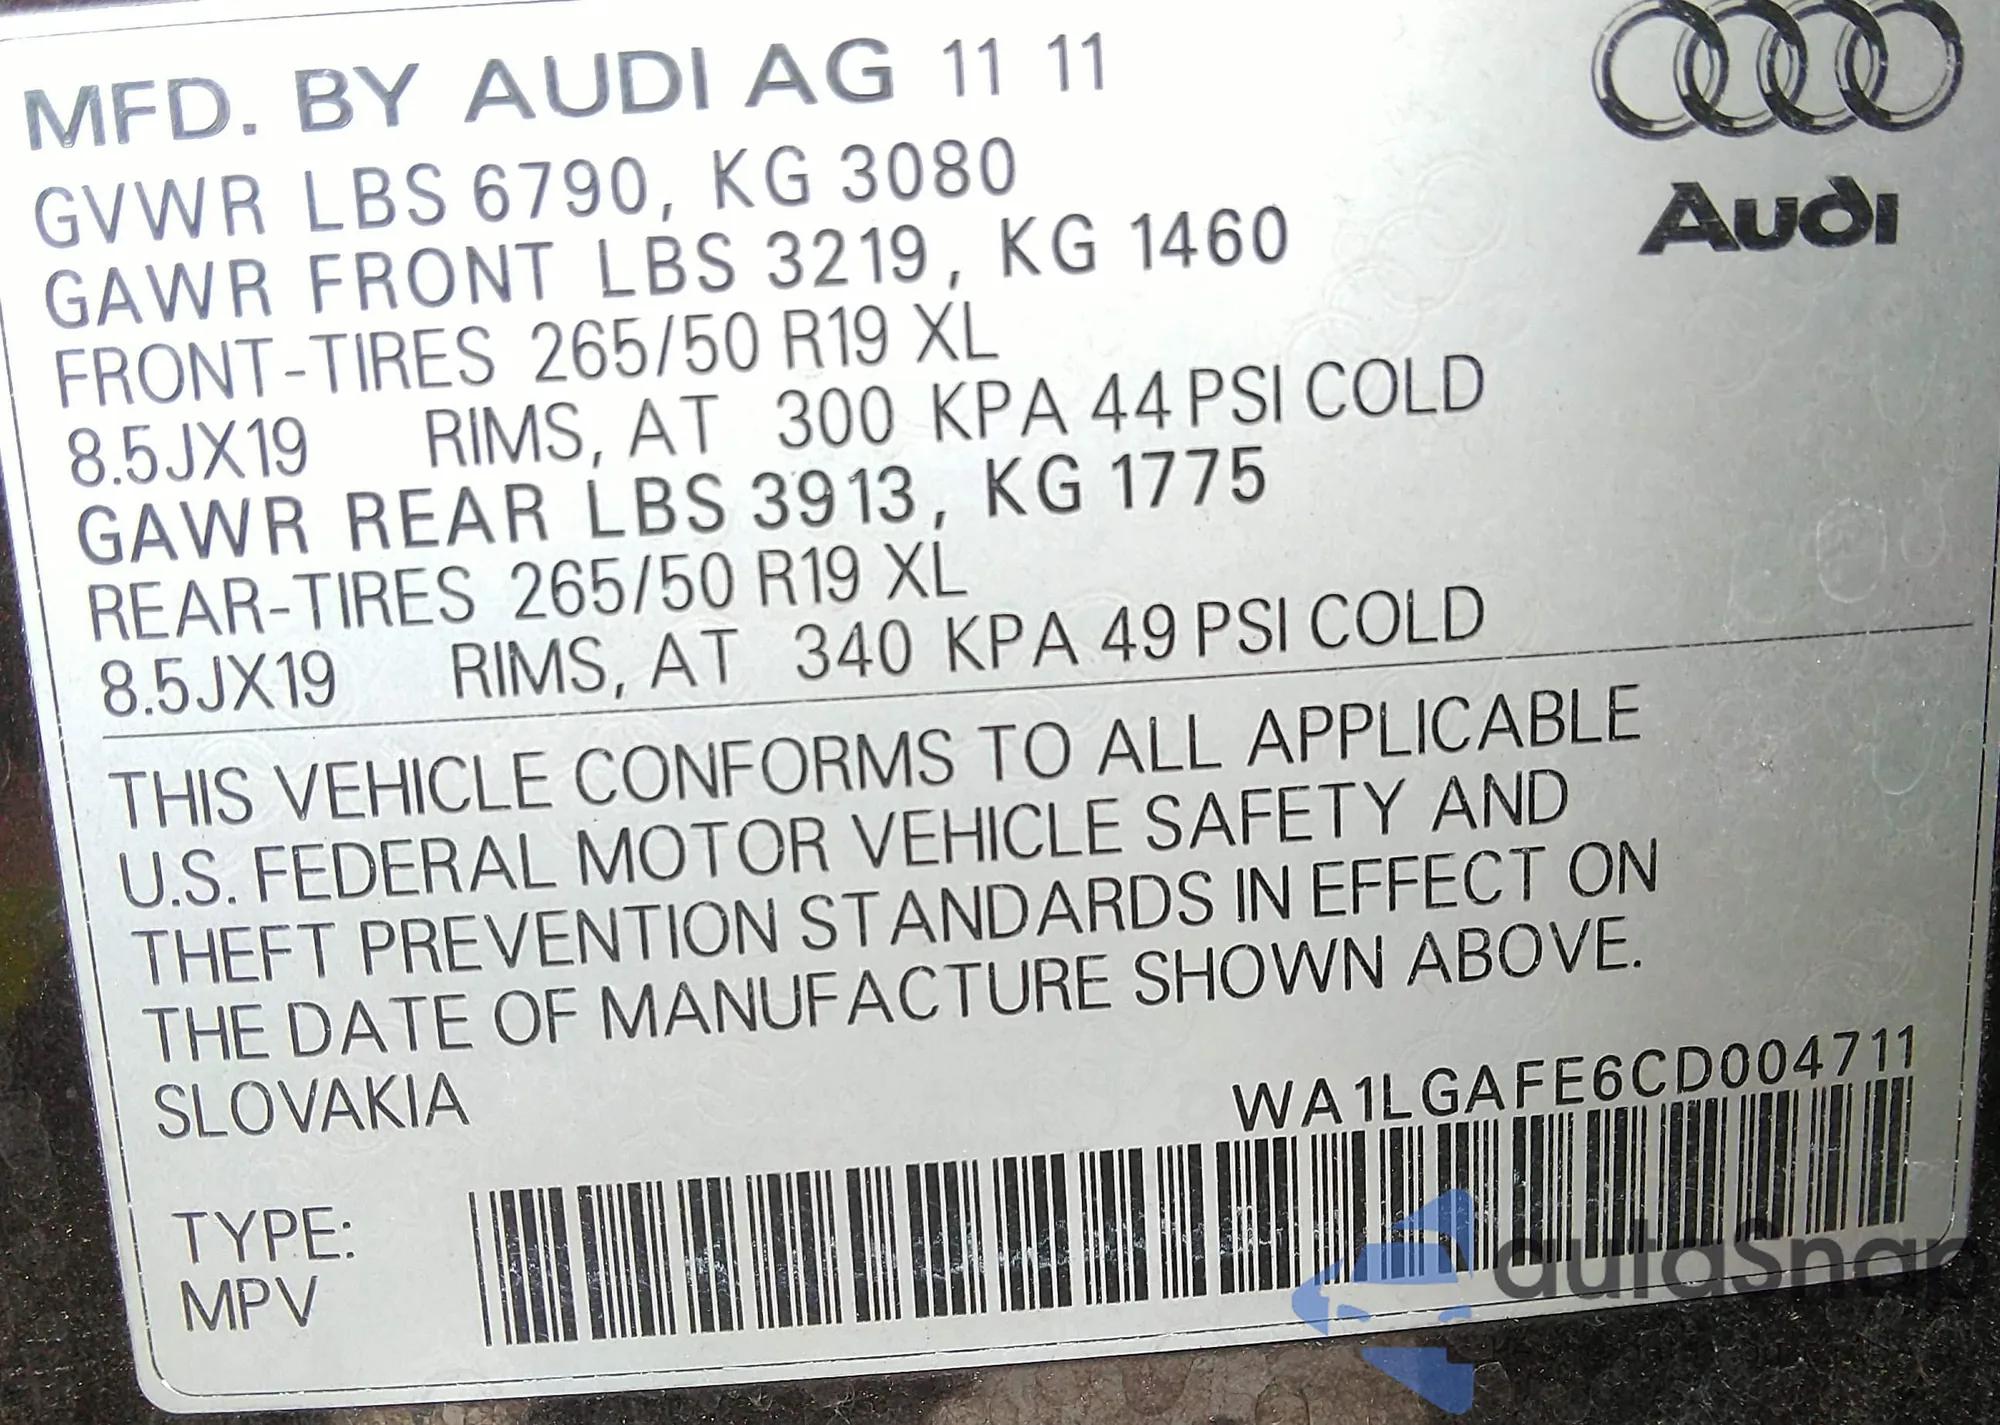 MFD. BY AUDI AG 11 11
GVWR LBS 6790, KG 3080
GAWR FRONT LBS 3219, KG 1460
FRONT-TIRES 265/50 R19 XL
8.5JX19 RIMS, AT 300 KPA 44 PSI COLD
GAWR REAR LBS 3913, KG 1775
REAR-TIRES 265/50 R19 XL
8.5JX19 RIMS, AT 340 KPA 49 PSI COLD
Audi
THIS VEHICLE CONFORMS TO ALL APPLICABLE
U.S. FEDERAL MOTOR VEHICLE SAFETY AND
THEFT PREVENTION STANDARDS IN EFFECT ON
THE DATE OF MANUFACTURE SHOWN ABOVE.
SLOVAKIA
WA1LGAFE6CD004711
TYPE:
MPV
autaSnap